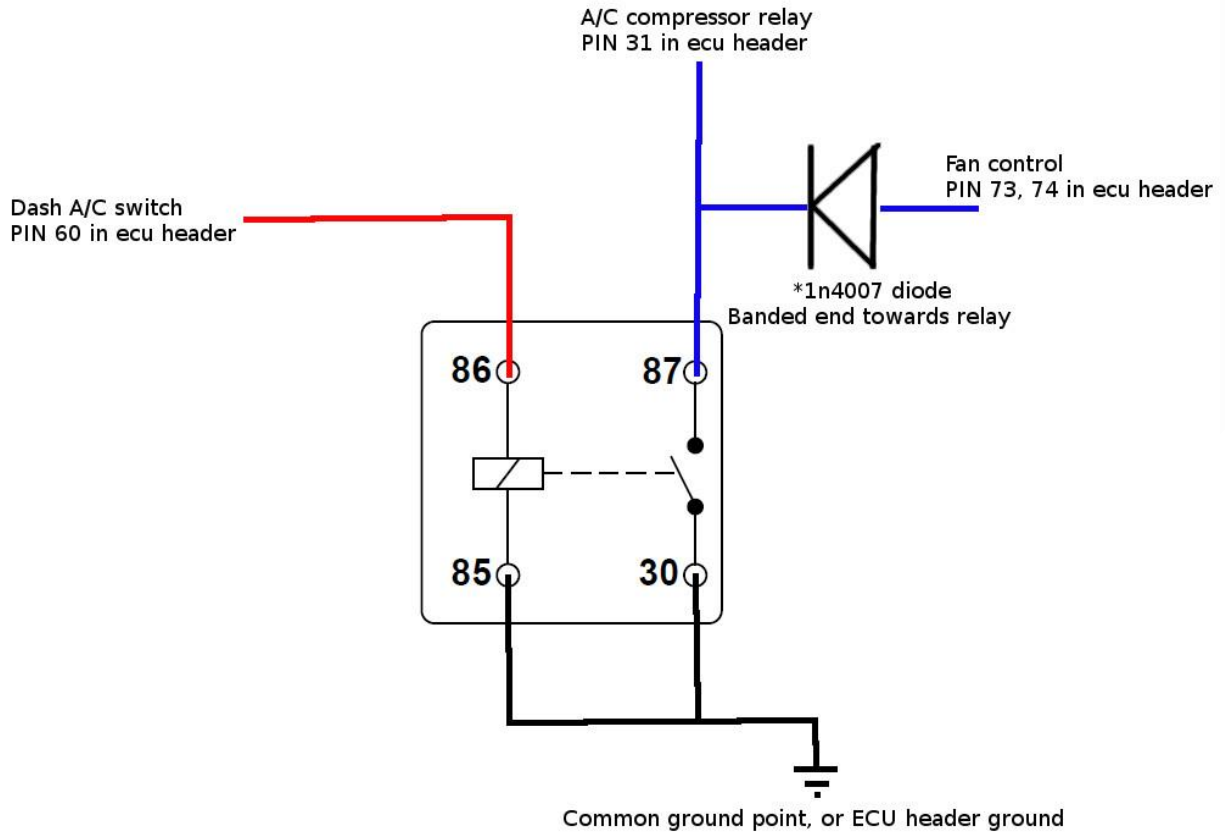 A/C compressor relay
PIN 31 in ecu header
Fan control
PIN 73, 74 in ecu header
Dash A/C switch
PIN 60 in ecu header
*1n4007 diode
Banded end towards relay
86
87
85
30
Common ground point, or ECU header ground